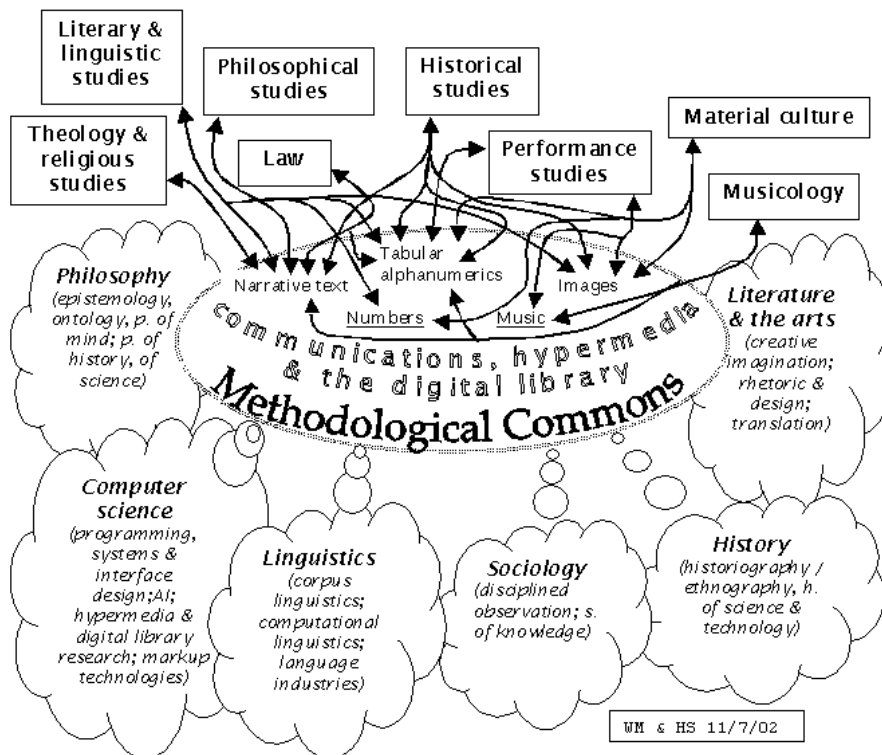 Literary &
linguistic
studies
Philosophical
studies
Historical
studies
Material culture
Theology &
religious
studies
Law
Performance
studies
Musicology
Philosophy
(epistemology,
ontology, p. of
mind; p. of
history, of
science)
Narrative text
Tabular
alphanumerics
Images
Numbers
Music
communications, hypermedia
& the digital library
Methodological Commons
Literature
& the arts
(creative
imagination;
rhetoric &
design;
translation)
Computer
science
(programming,
systems &
interface
design;AI;
hypermedia &
digital library
research; markup
technologies)
Linguistics
(corpus
linguistics;
computational
linguistics;
language
industries)
Sociology
(disciplined
observation; s.
of knowledge)
History
(historiography /
ethnography, h.
of science &
technology)
WM & HS 11/7/02